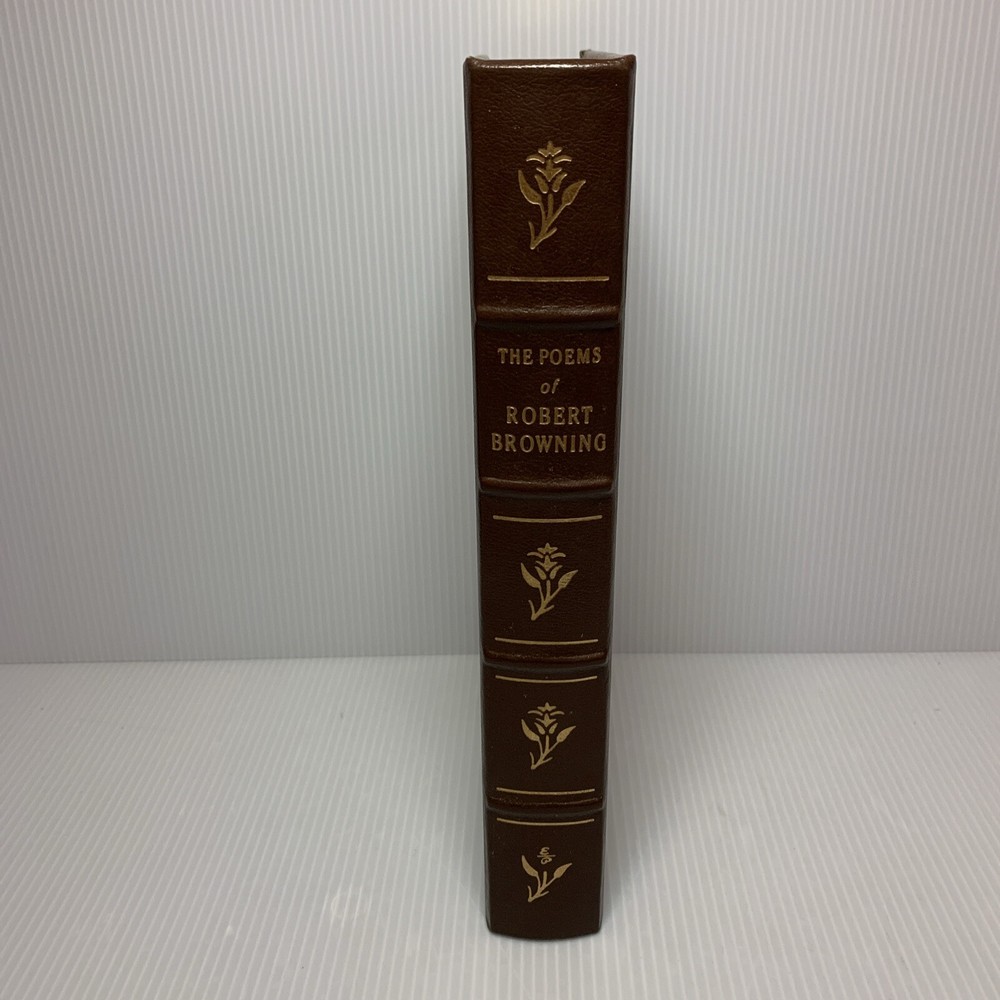 THE POEMS
of
ROBERT
BROWNING